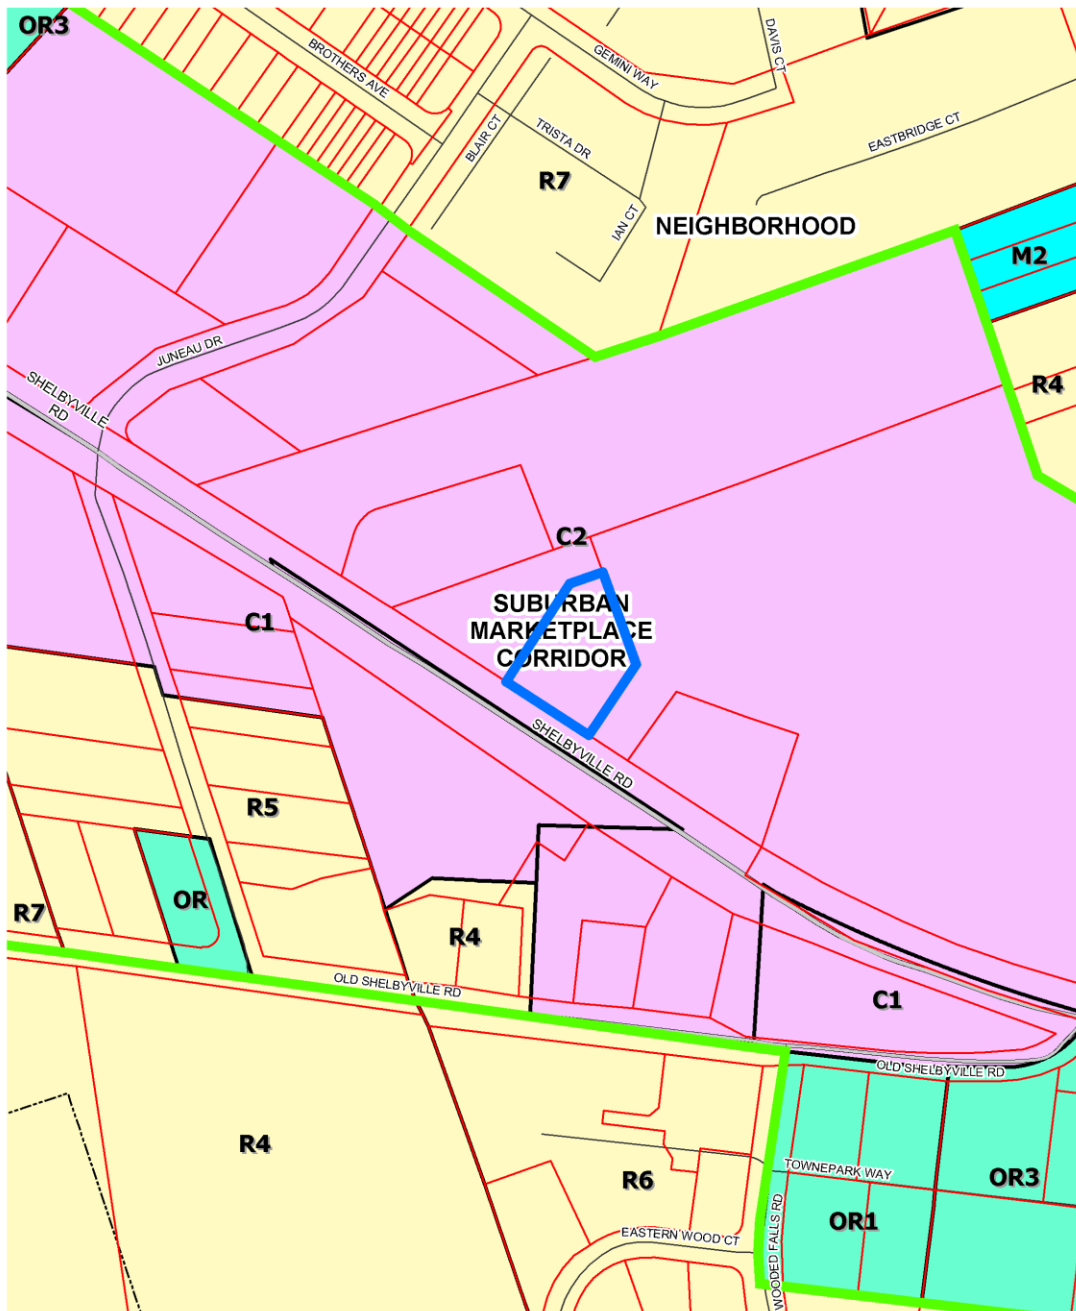 OR3
DAVIS CT
GEMINI WAY
BROTHERS AVE
BLAIR CT
TRISTA DR
EASTBRIDGE CT
R7
IAN CT
NEIGHBORHOOD
M2
JUNEAU DR
SHELBYVILLE
RD
R4
C2
SUBURBAN
MARKETPLACE
CORRIDOR
C1
SHELBYVILLE RD
R5
OR
R7
R4
OLD SHELBYVILLE RD
C1
OLD SHELBYVILLE RD
R4
R6
TOWNEPARK WAY
OR3
OR1
WOODED FALLS RD
EASTERN WOOD CT